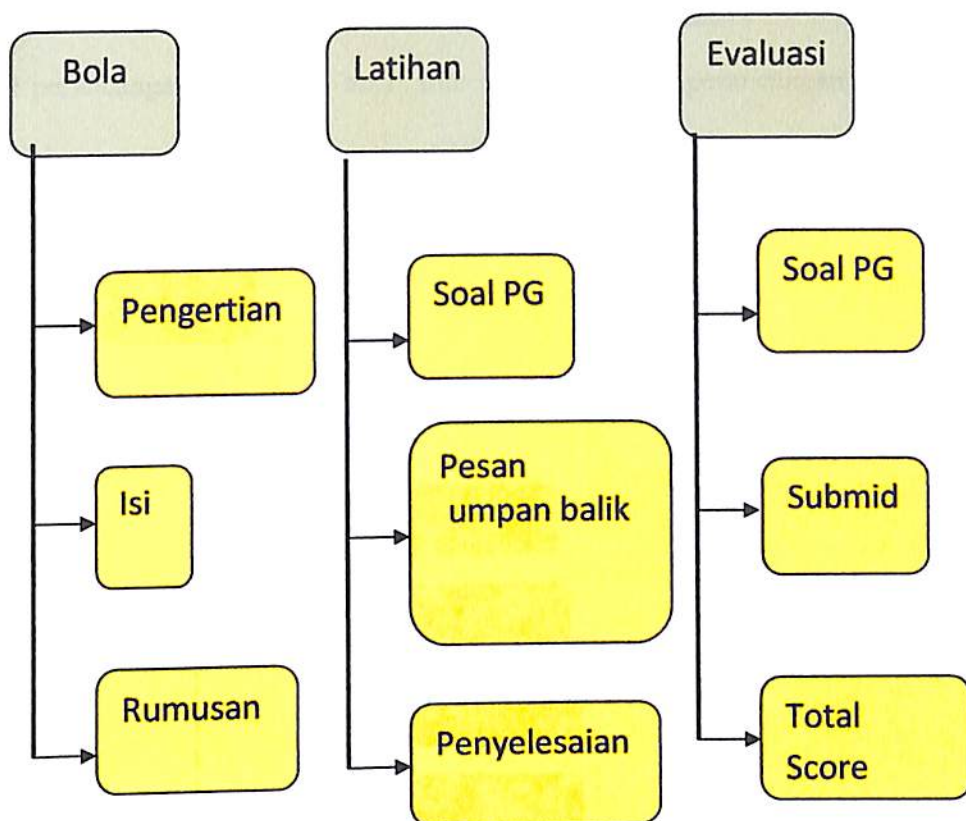 Bola
Pengertian
Isi
Rumusan
Latihan
Soal PG
Pesan
umpan balik
Penyelesaian
Evaluasi
Soal PG
Submid
Total
Score